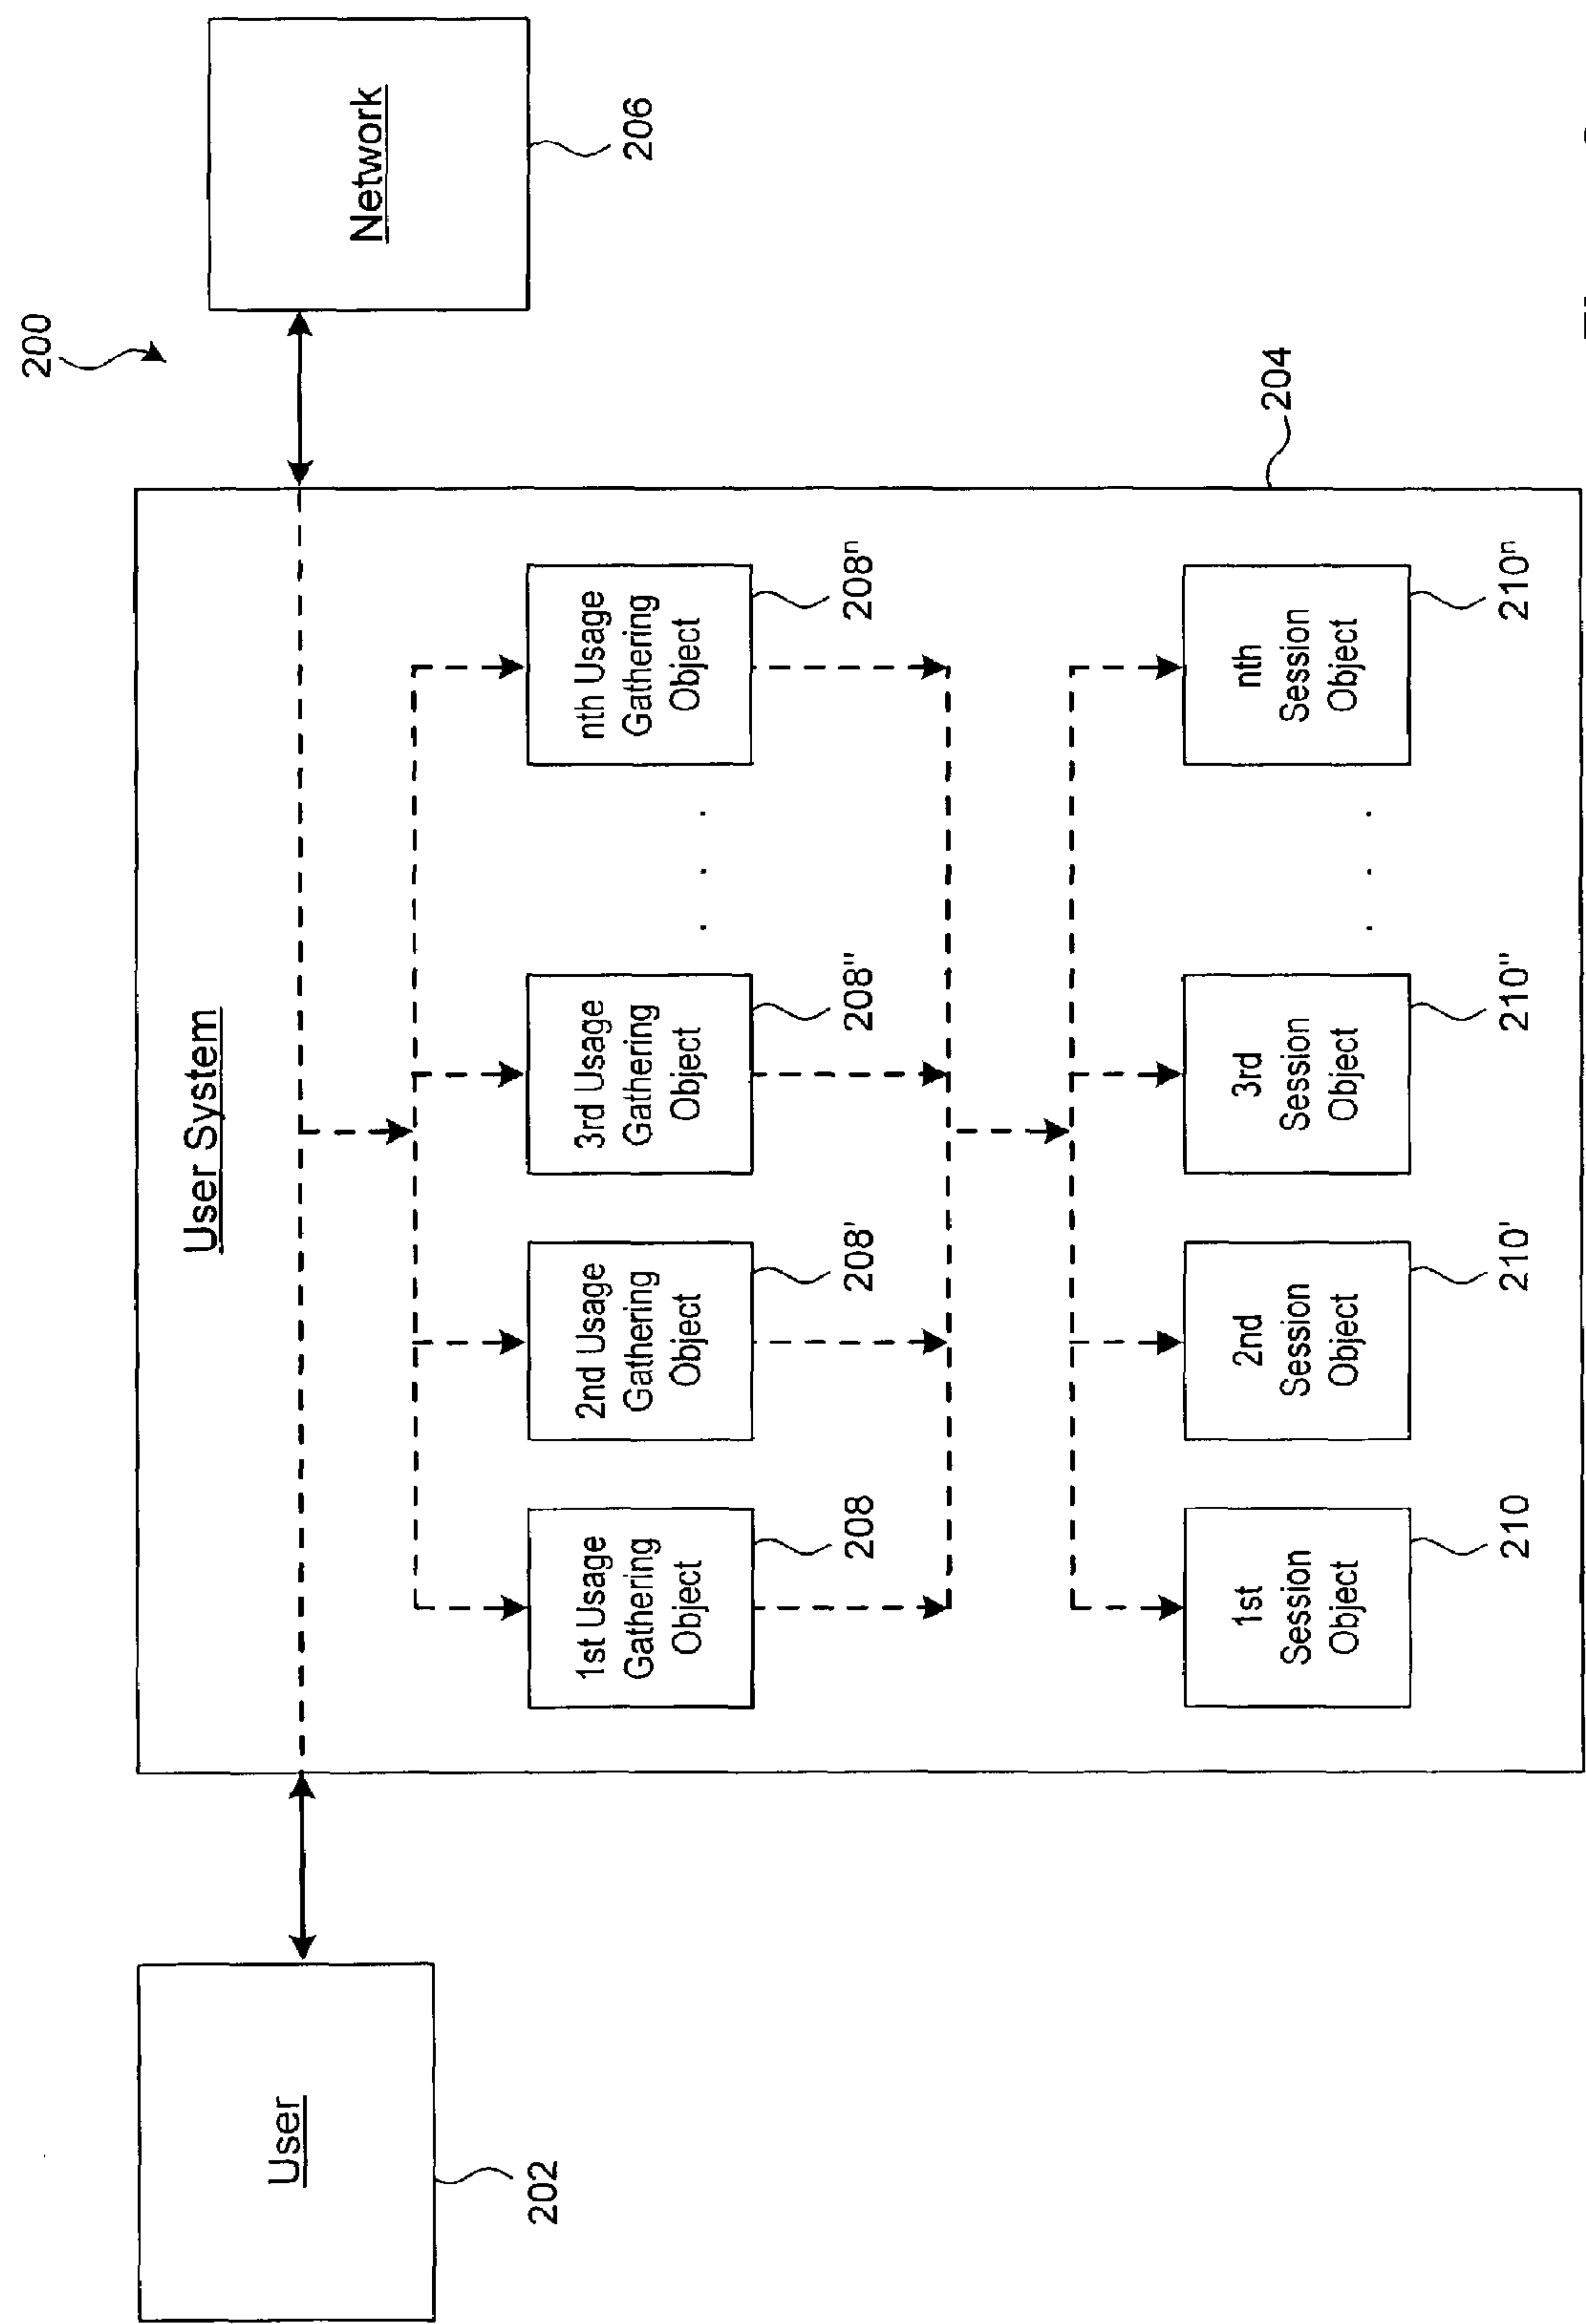 200
User
202
User System
204
Network
206
1st Usage
Gathering
Object
208
2nd Usage
Gathering
Object
208'
3rd Usage
Gathering
Object
208"
. . .
nth Usage
Gathering
Object
208ⁿ
1st
Session
Object
210
2nd
Session
Object
210'
3rd
Session
Object
210"
. . .
nth
Session
Object
210ⁿ